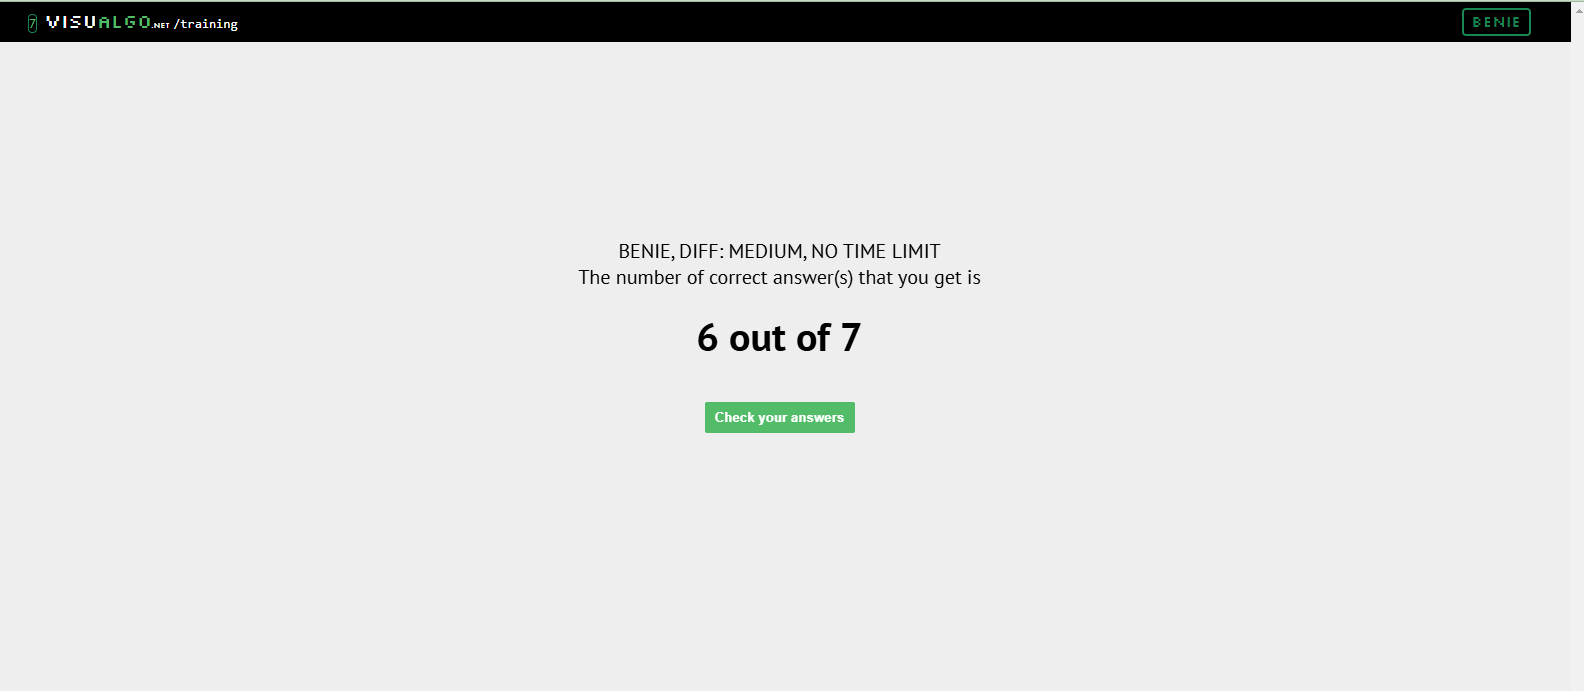 7 VISUALGO.NET /training
BENIE
BENIE, DIFF: MEDIUM, NO TIME LIMIT
The number of correct answer(s) that you get is
6 out of 7
Check your answers